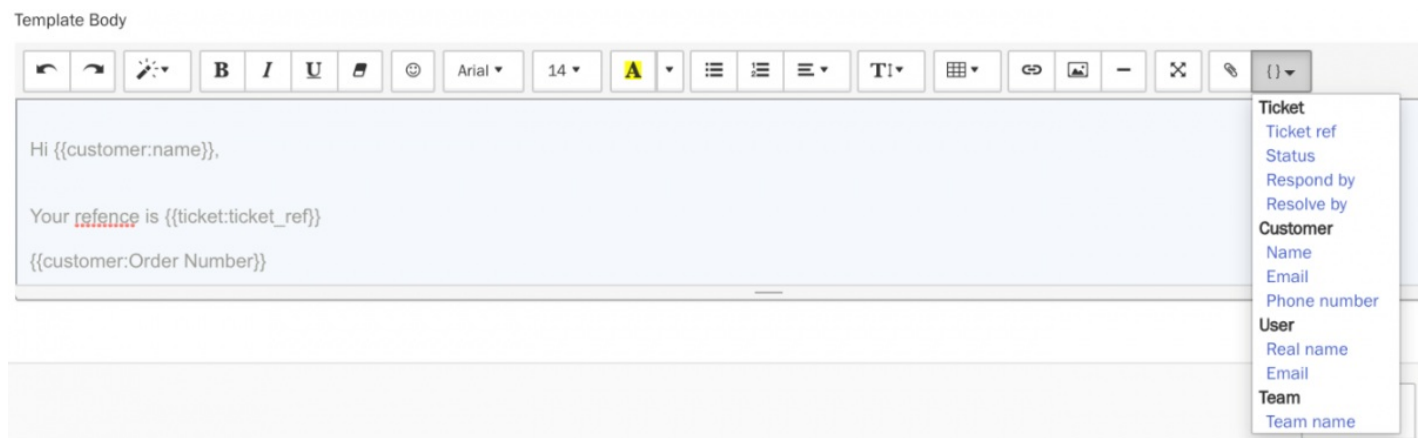 Template Body
B I U Arial 14 A T {}
Hi {{customer:name}},
Your refence is {{ticket:ticket_ref}}
{{customer:Order Number}}
Ticket
Ticket ref
Status
Respond by
Resolve by
Customer
Name
Email
Phone number
User
Real name
Email
Team
Team name